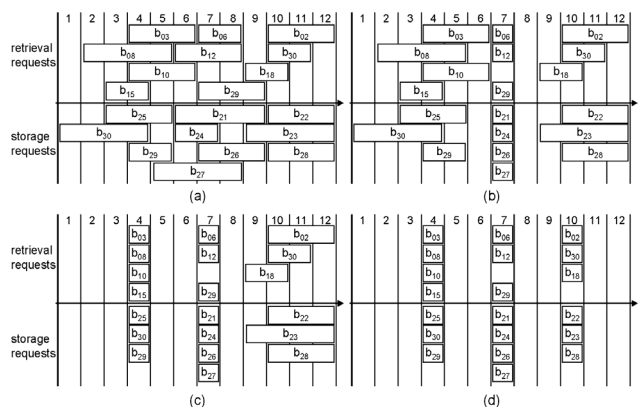 1 2 3 4 5 6 7 8 9 10 11 12
retrieval requests
b03 b06 b02
b08 b12 b30
b10 b18
b15 b29
storage requests
b25 b21 b22
b30 b24 b23
b29 b26 b28
b27
(a)
1 2 3 4 5 6 7 8 9 10 11 12
b03 b06 b02
b08 b12 b30
b10 b18
b15 b29
b25 b21 b22
b30 b24 b23
b29 b26 b28
b27
(b)
1 2 3 4 5 6 7 8 9 10 11 12
retrieval requests
b03 b06 b02
b08 b12 b30
b10 b18
b15 b29
storage requests
b25 b21 b22
b30 b24 b23
b29 b26 b28
b27
(c)
1 2 3 4 5 6 7 8 9 10 11 12
b03 b06 b02
b08 b12 b30
b10 b18
b15 b29
b25 b21 b22
b30 b24 b23
b29 b26 b28
b27
(d)